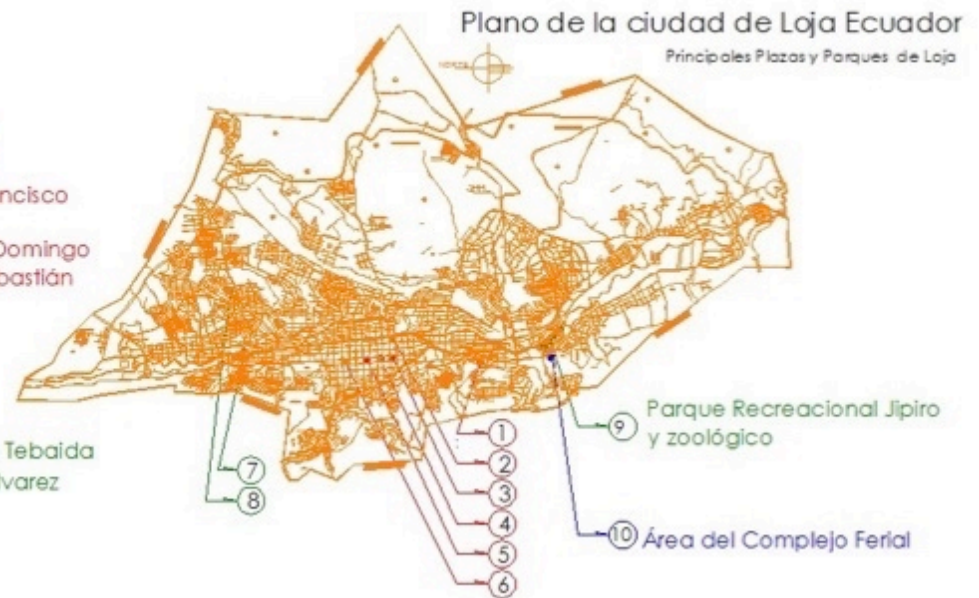 Plano de la ciudad de Loja Ecuador
Principales Plazas y Parques de Loja
ncisco
Domingo
bastián
Tebaida
lvarez
7
8
1
2
3
4
5
6
9 Parque Recreacional Jipiro
y zoológico
10 Área del Complejo Ferial